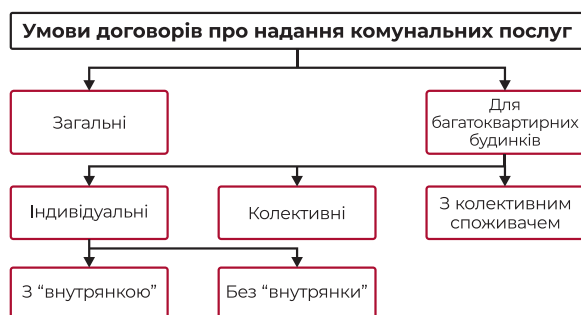 Умови договорів про надання комунальних послуг
Загальні
Для
багатоквартирних
будинків
Індивідуальні
Колективні
З колективним
споживачем
З “внутрянкою”
Без “внутрянки”